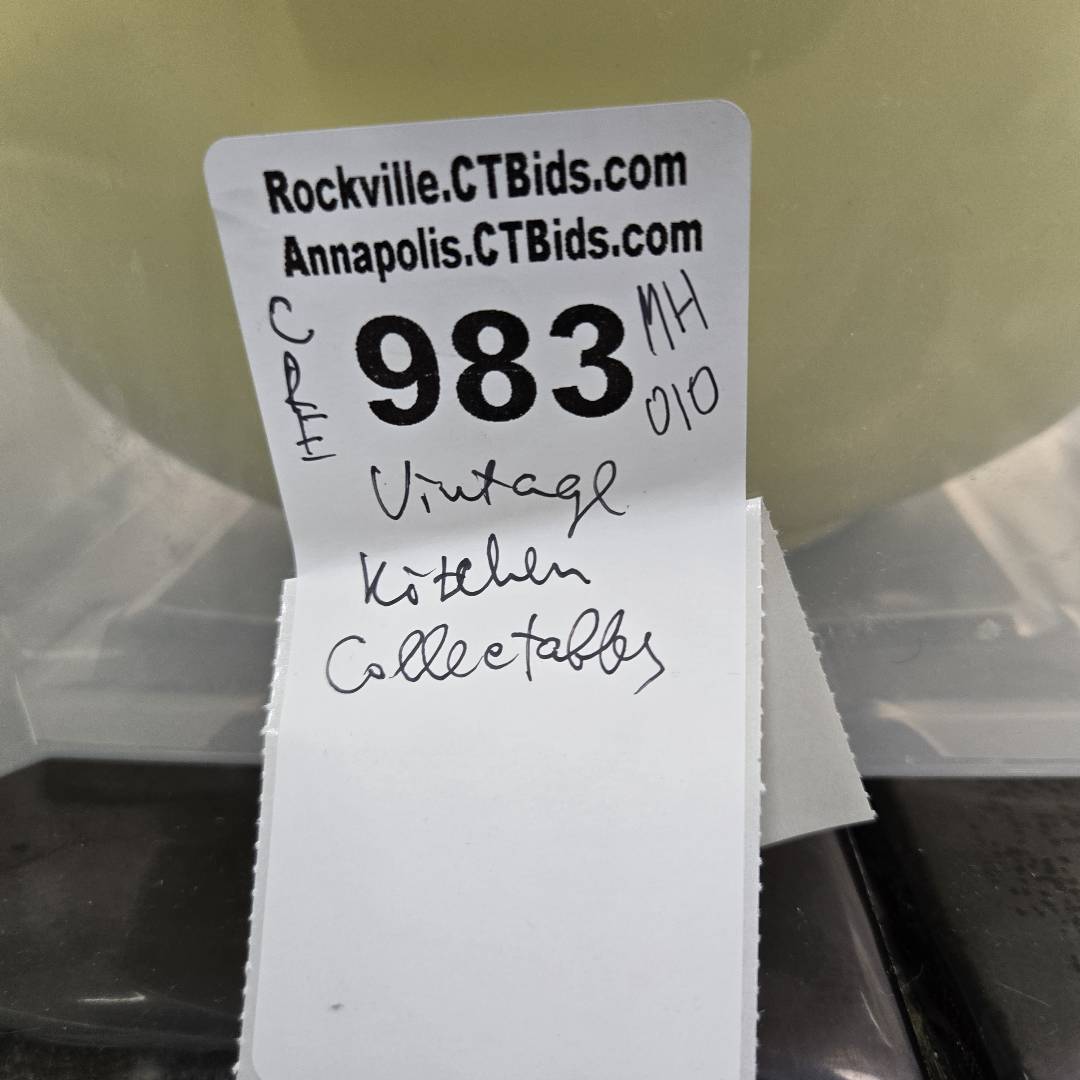 Rockville.CTBids.com
Annapolis.CTBids.com
983
MH
010
Vintage
Kitchen
Collectables